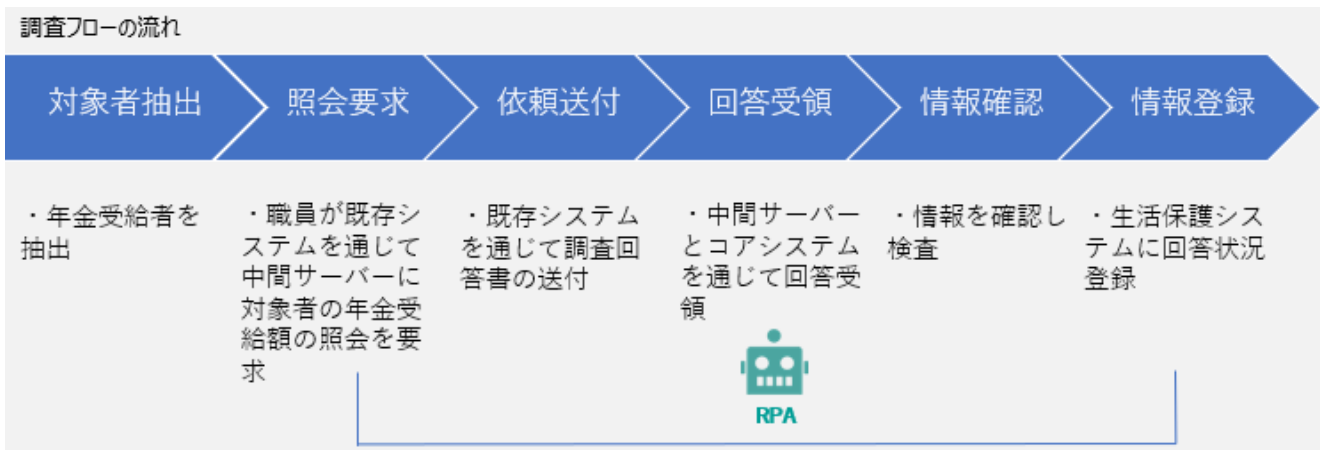 調査フローの流れ
対象者抽出
照会要求
依頼送付
回答受領
情報確認
情報登録
・年金受給者を
抽出
・職員が既存シ
ステムを通じて
中間サーバーに
対象者の年金受
給額の照会を要
求
・既存システム
を通じて調査回
答書の送付
・中間サーバー
とコアシステム
を通じて回答受
領
・情報を確認し
検査
・生活保護シス
テムに回答状況
登録
RPA